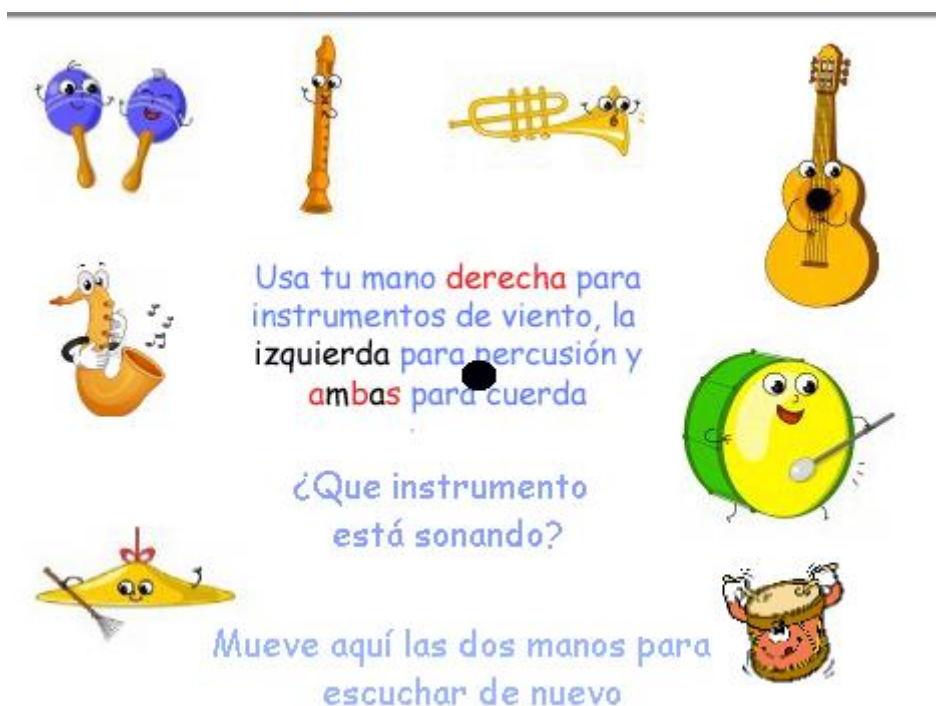 Usa tu mano derecha para
instrumentos de viento, la
izquierda para percusión y
ambas para cuerda
¿Que instrumento
está sonando?
Mueve aquí las dos manos para
escuchar de nuevo